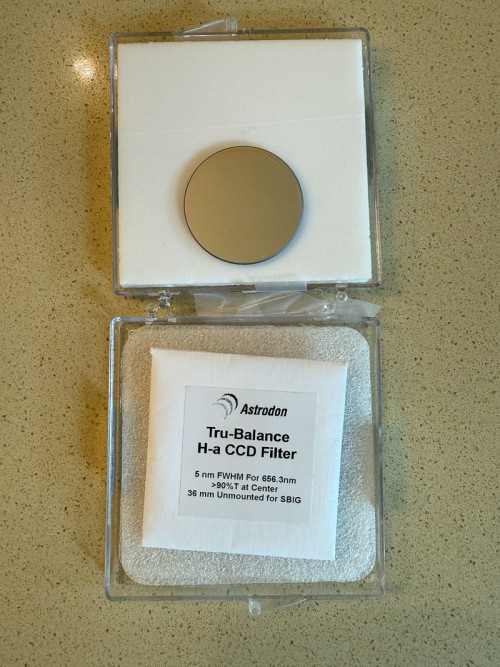 Astrodon
Tru-Balance
H-a CCD Filter
5 nm FWHM For 656.3nm
>90%T at Center
36 mm Unmounted for SBIG